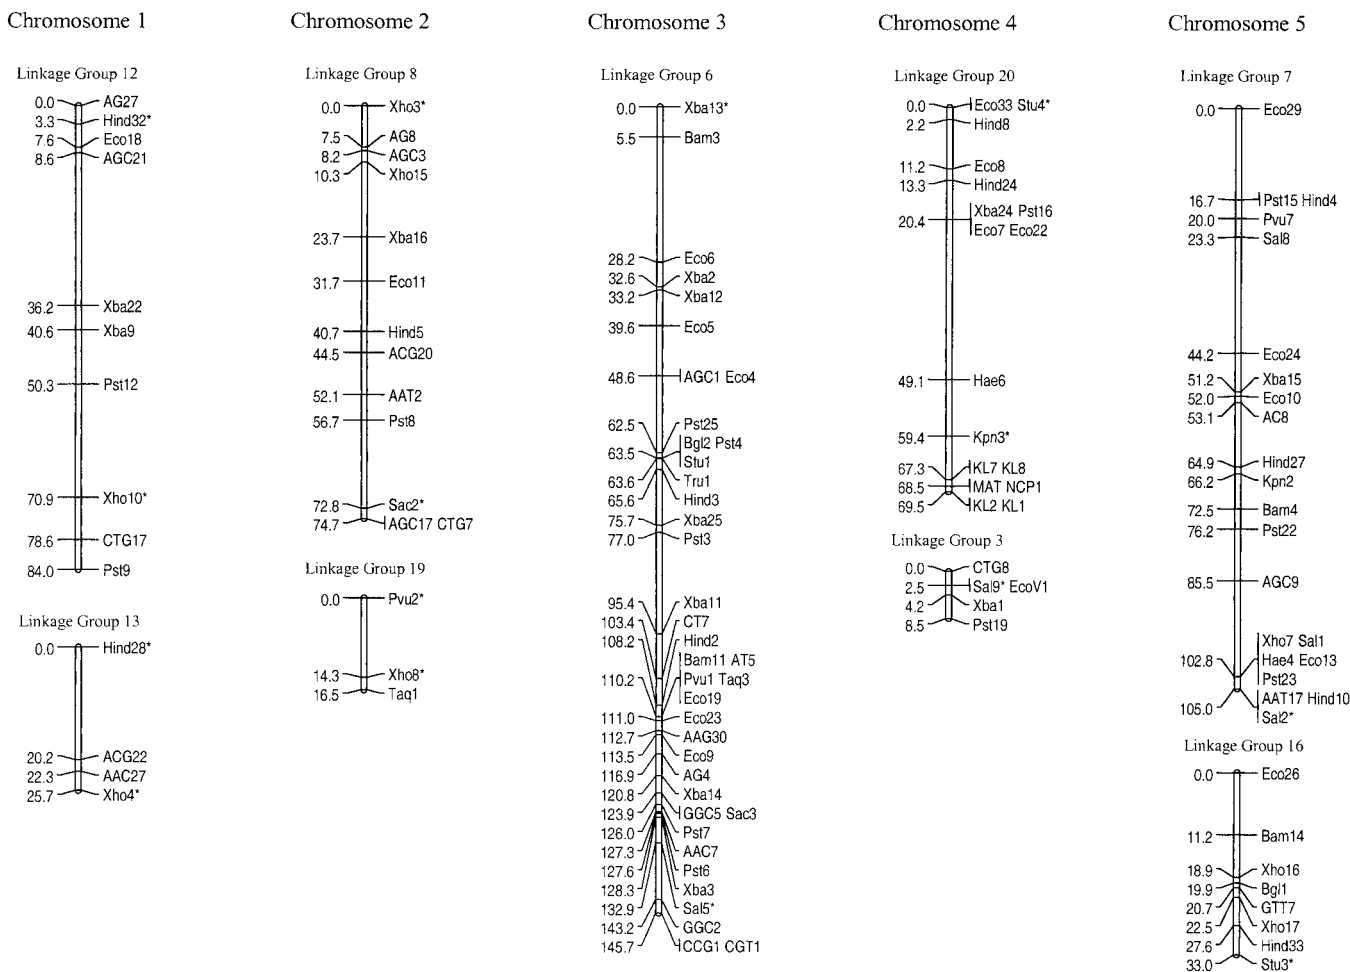 Chromosome 1
Linkage Group 12
0.0 AG27
3.3 Hind32*
7.6 Eco18
8.6 AGC21
36.2 Xba22
40.6 Xba9
50.3 Pst12
70.9 Xho10*
78.6 CTG17
84.0 Pst9
Linkage Group 13
0.0 Hind28*
20.2 ACG22
22.3 AAC27
25.7 Xho4*
Chromosome 2
Linkage Group 8
0.0 Xho3*
7.5 AG8
8.2 AGC3
10.3 Xho15
23.7 Xba16
31.7 Eco11
40.7 Hind5
44.5 ACG20
52.1 AAT2
56.7 Pst8
72.8 Sac2*
74.7 AGC17 CTG7
Linkage Group 19
0.0 Pvu2*
14.3 Xho8*
16.5 Taq1
Chromosome 3
Linkage Group 6
0.0 Xba13*
5.5 Bam3
28.2 Eco6
32.6 Xba2
33.2 Xba12
39.6 Eco5
48.6 AGC1 Eco4
62.5 Pst25
63.5 Bgl2 Pst4
Stu1
63.6 Tru1
65.6 Hind3
75.7 Xba25
77.0 Pst3
95.4 Xba11
103.4 CT7
108.2 Hind2
Bam11 AT5
110.2 Pvu1 Taq3
Eco19
111.0 Eco23
112.7 AAG30
113.5 Eco9
116.9 AG4
120.8 Xba14
123.9 GGC5 Sac3
126.0 Pst7
127.3 AAC7
127.6 Pst6
128.3 Xba3
132.9 Sal5*
143.2 GGC2
145.7 CCG1 CGT1
Chromosome 4
Linkage Group 20
0.0 Eco33 Stu4*
2.2 Hind8
11.2 Eco8
13.3 Hind24
20.4 Xba24 Pst16
Eco7 Eco22
49.1 Hae6
59.4 Kpn3*
67.3 KL7 KL8
68.5 MAT NCP1
69.5 KL2 KL1
Linkage Group 3
0.0 CTG8
2.5 Sal9* EcoV1
4.2 Xba1
8.5 Pst19
Chromosome 5
Linkage Group 7
0.0 Eco29
16.7 Pst15 Hind4
20.0 Pvu7
23.3 Sal8
44.2 Eco24
51.2 Xba15
52.0 Eco10
53.1 AC8
64.9 Hind27
66.2 Kpn2
72.5 Bam4
76.2 Pst22
85.5 AGC9
Xho7 Sal1
102.8 Hae4 Eco13
Pst23
105.0 AAT17 Hind10
Sal2*
Linkage Group 16
0.0 Eco26
11.2 Bam14
18.9 Xho16
19.9 Bgl1
20.7 GTT7
22.5 Xho17
27.6 Hind33
33.0 Stu3*